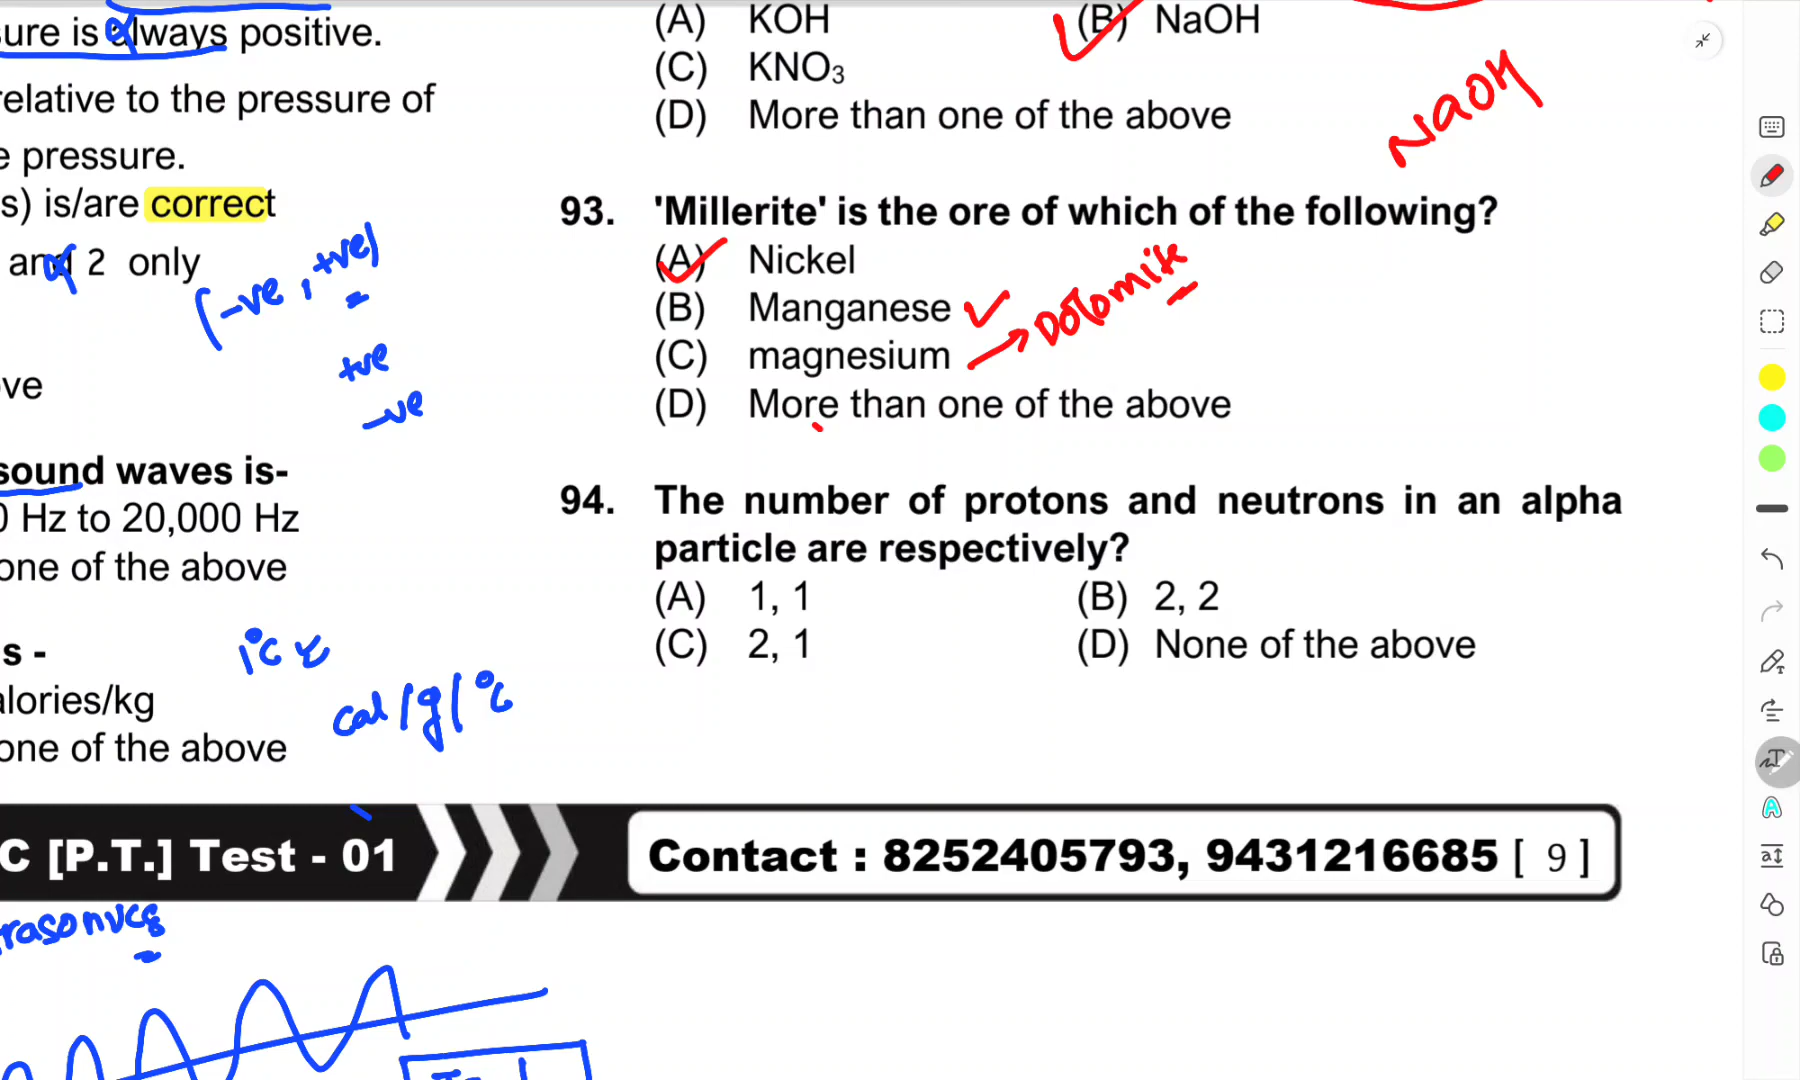 ure is always positive.
relative to the pressure of
e pressure.
s) is/are correct
and 2 only
(-ve, +ve)
+ve
-ve
ve
sound waves is-
0 Hz to 20,000 Hz
one of the above
s -
ice
alories/kg
cal/g/°c
one of the above
(A) KOH (B) NaOH
(C) KNO₃
(D) More than one of the above
NaOH
93. 'Millerite' is the ore of which of the following?
(A) Nickel
(B) Manganese
(C) magnesium → Dolomite
(D) More than one of the above
94. The number of protons and neutrons in an alpha
particle are respectively?
(A) 1, 1 (B) 2, 2
(C) 2, 1 (D) None of the above
C [P.T.] Test - 01 Contact : 8252405793, 9431216685 [ 9 ]
rasonvcs